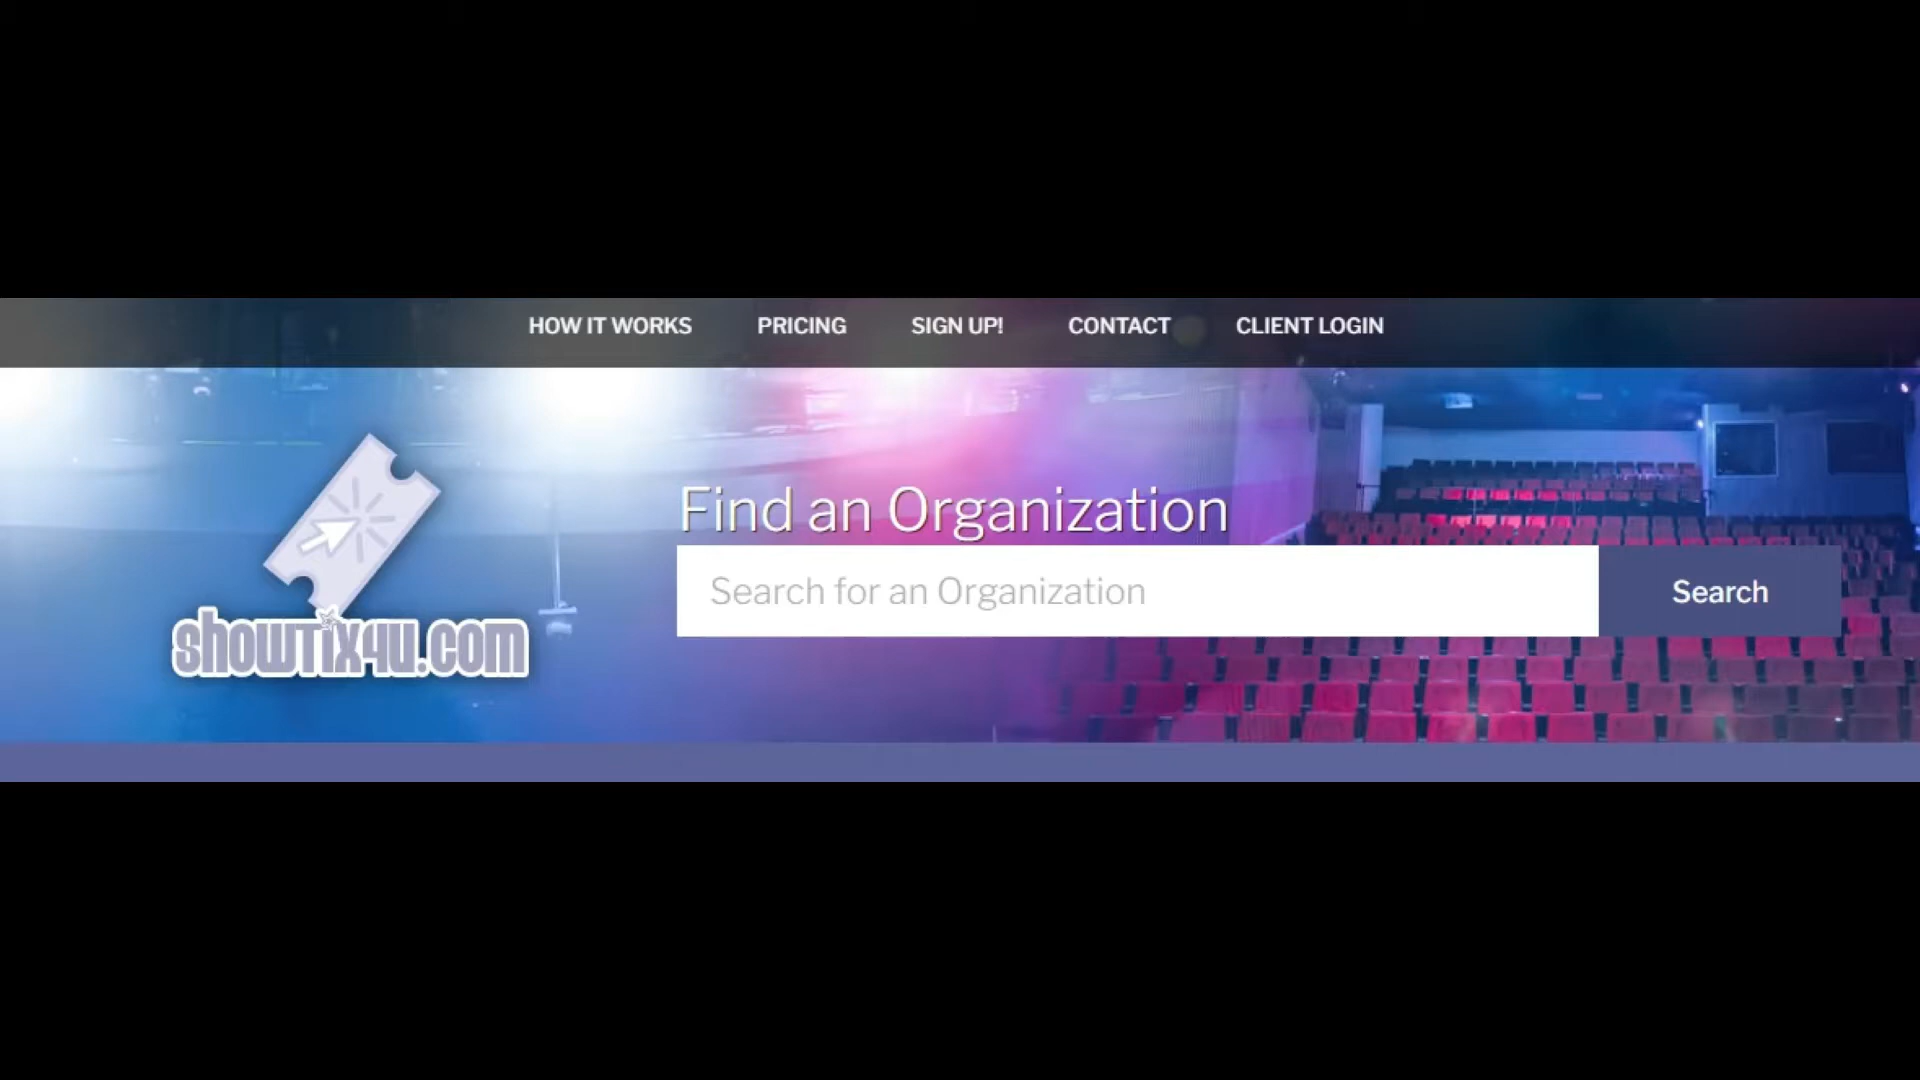 HOW IT WORKS PRICING SIGN UP! CONTACT CLIENT LOGIN
Find an Organization
Search for an Organization Search
showTix4u.com